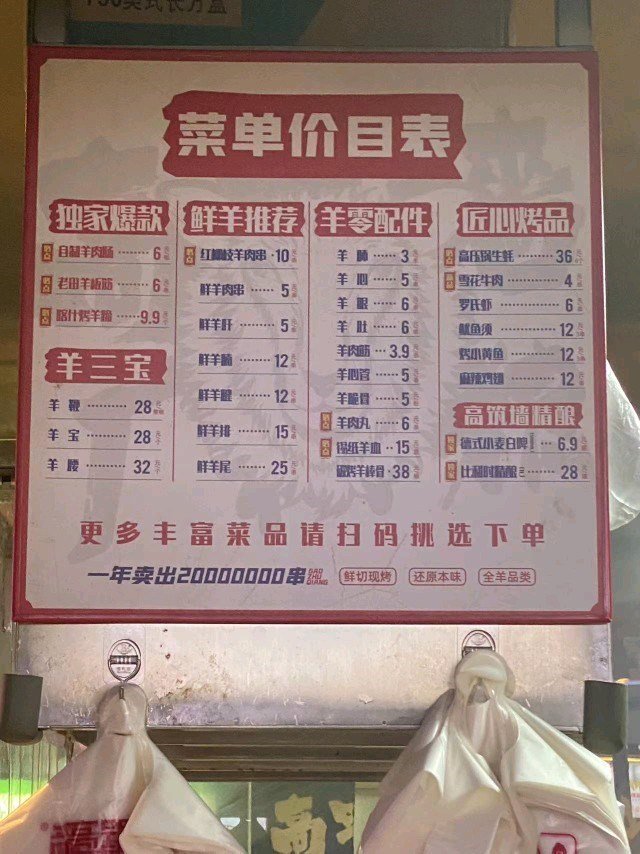 菜单价目表
独家爆款
自制羊肉肠 6
老田羊板筋 6
喀什烤羊蹄 9.9
羊三宝
羊鞭 28
羊宝 28
羊腰 32
鲜羊推荐
红柳枝羊肉串 10
鲜羊肉串 5
鲜羊肝 5
鲜羊腩 12
鲜羊腱 12
鲜羊排 15
鲜羊尾 25
羊零配件
羊肺 3
羊心 5
羊眼 6
羊肚 6
羊肉筋 3.9
羊心管 5
羊脆骨 5
羊肉丸 6
锡纸羊血 15
碳烤羊棒骨 38
匠心烤品
高压锅生蚝 36
雪花牛肉 4
罗氏虾 6
鱿鱼须 12
烤小黄鱼 12
麻辣鸡翅 12
高筑墙精酿
德式小麦白啤 6.9
比利时精酿 28
更多丰富菜品请扫码挑选下单
一年卖出20000000串
GAO
ZHU
QIANG
鲜切现烤
还原本味
全羊品类